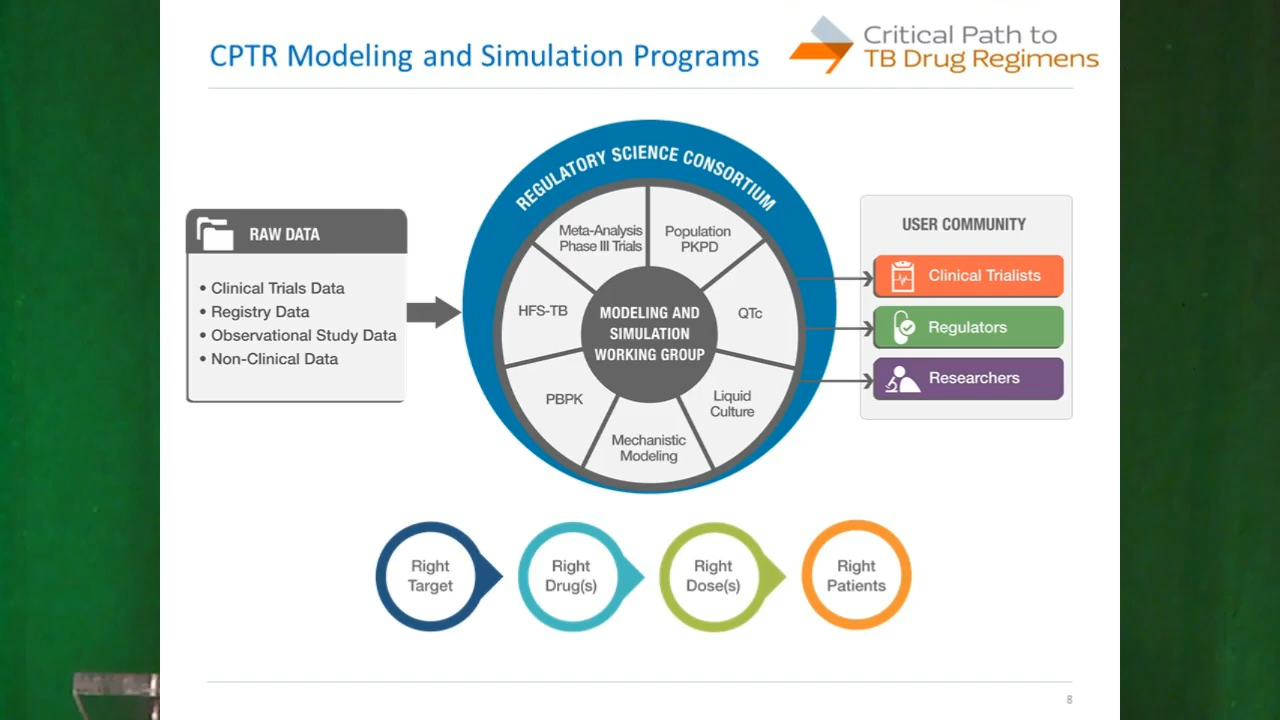 CPTR Modeling and Simulation Programs
Critical Path to
TB Drug Regimens
REGULATORY SCIENCE CONSORTIUM
RAW DATA
• Clinical Trials Data
• Registry Data
• Observational Study Data
• Non-Clinical Data
Meta-Analysis
Phase III Trials
Population
PKPD
HFS-TB
QTc
MODELING AND
SIMULATION
WORKING GROUP
PBPK
Liquid
Culture
Mechanistic
Modeling
USER COMMUNITY
Clinical Trialists
Regulators
Researchers
Right
Target
Right
Drug(s)
Right
Dose(s)
Right
Patients
8